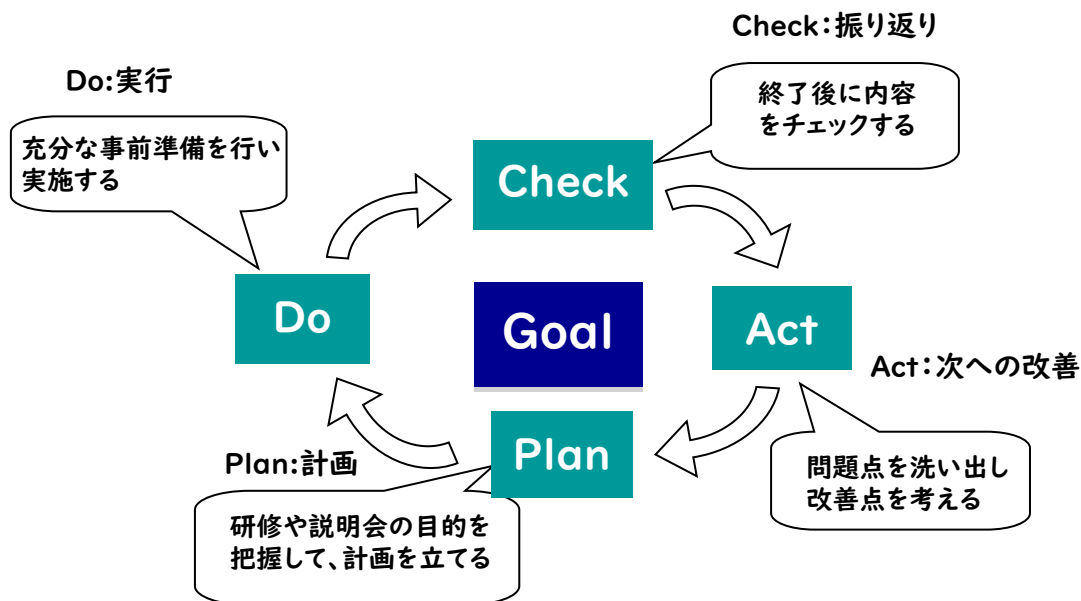 Check：振り返り
終了後に内容
をチェックする
Do:実行
充分な事前準備を行い
実施する
Check
Do
Goal
Act
Act：次への改善
問題点を洗い出し
改善点を考える
Plan
Plan:計画
研修や説明会の目的を
把握して、計画を立てる